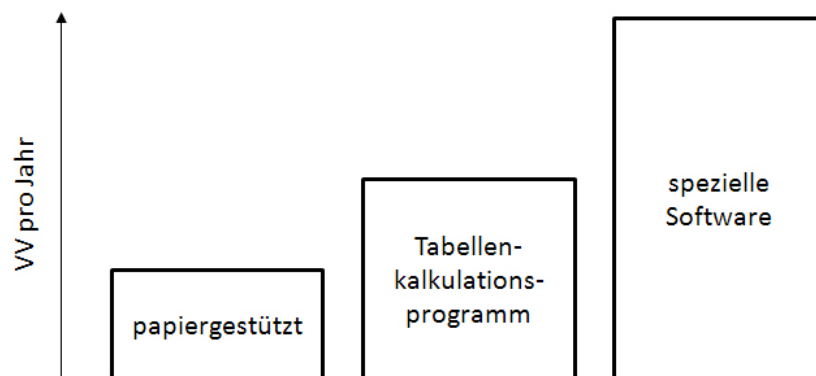 VV pro Jahr
papiergestützt
Tabellen-
kalkulations-
programm
spezielle
Software